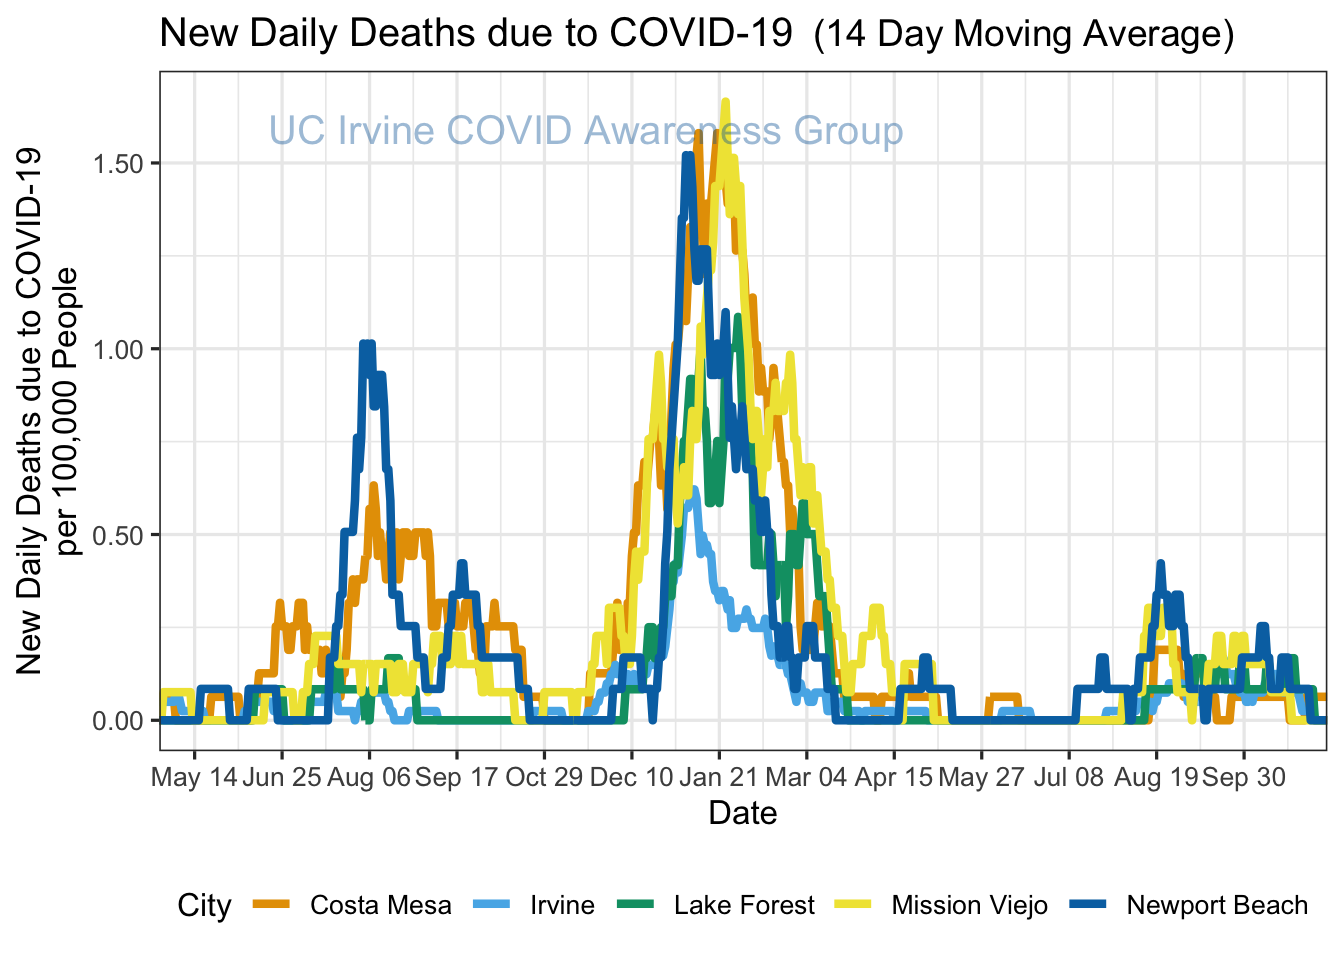 New Daily Deaths due to COVID-19 (14 Day Moving Average)
UC Irvine COVID Awareness Group
New Daily Deaths due to COVID-19
per 100,000 People
1.50
1.00
0.50
0.00
May 14 Jun 25 Aug 06 Sep 17 Oct 29 Dec 10 Jan 21 Mar 04 Apr 15 May 27 Jul 08 Aug 19 Sep 30
Date
City Costa Mesa Irvine Lake Forest Mission Viejo Newport Beach